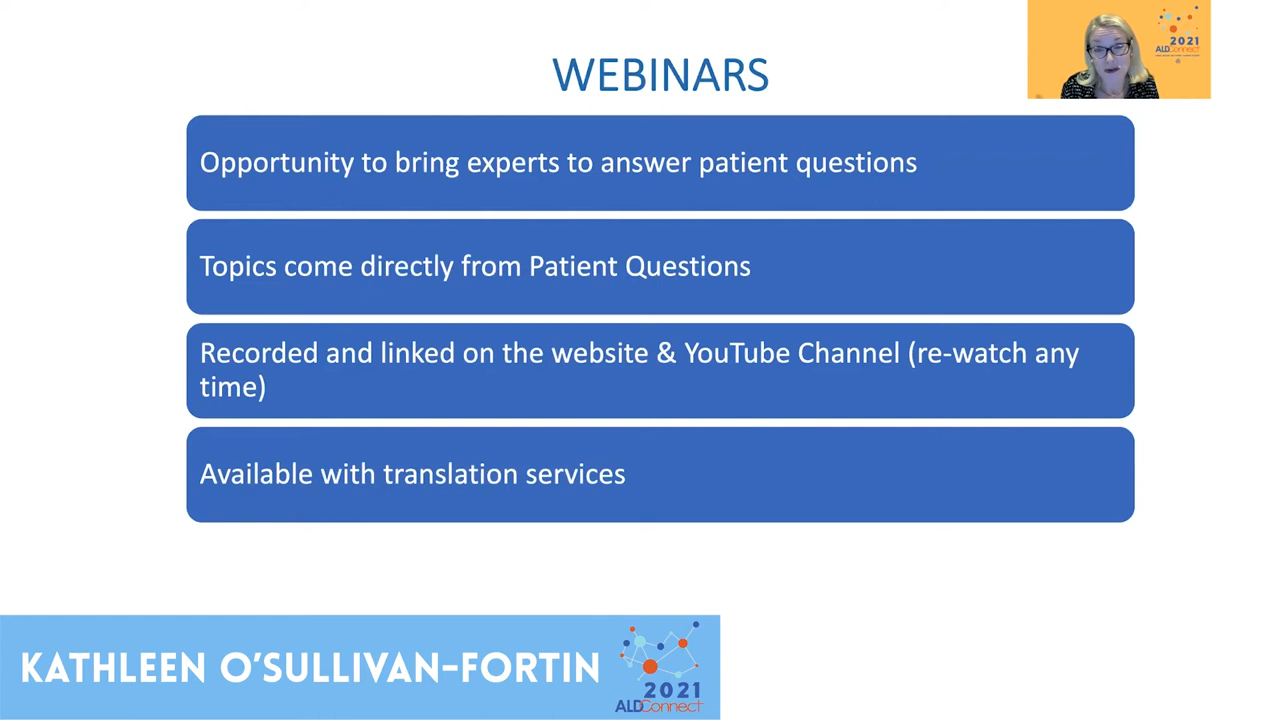 WEBINARS
2021
ALDConnect
Opportunity to bring experts to answer patient questions
Topics come directly from Patient Questions
Recorded and linked on the website & YouTube Channel (re-watch any
time)
Available with translation services
KATHLEEN O'SULLIVAN-FORTIN
2021
ALDConnect